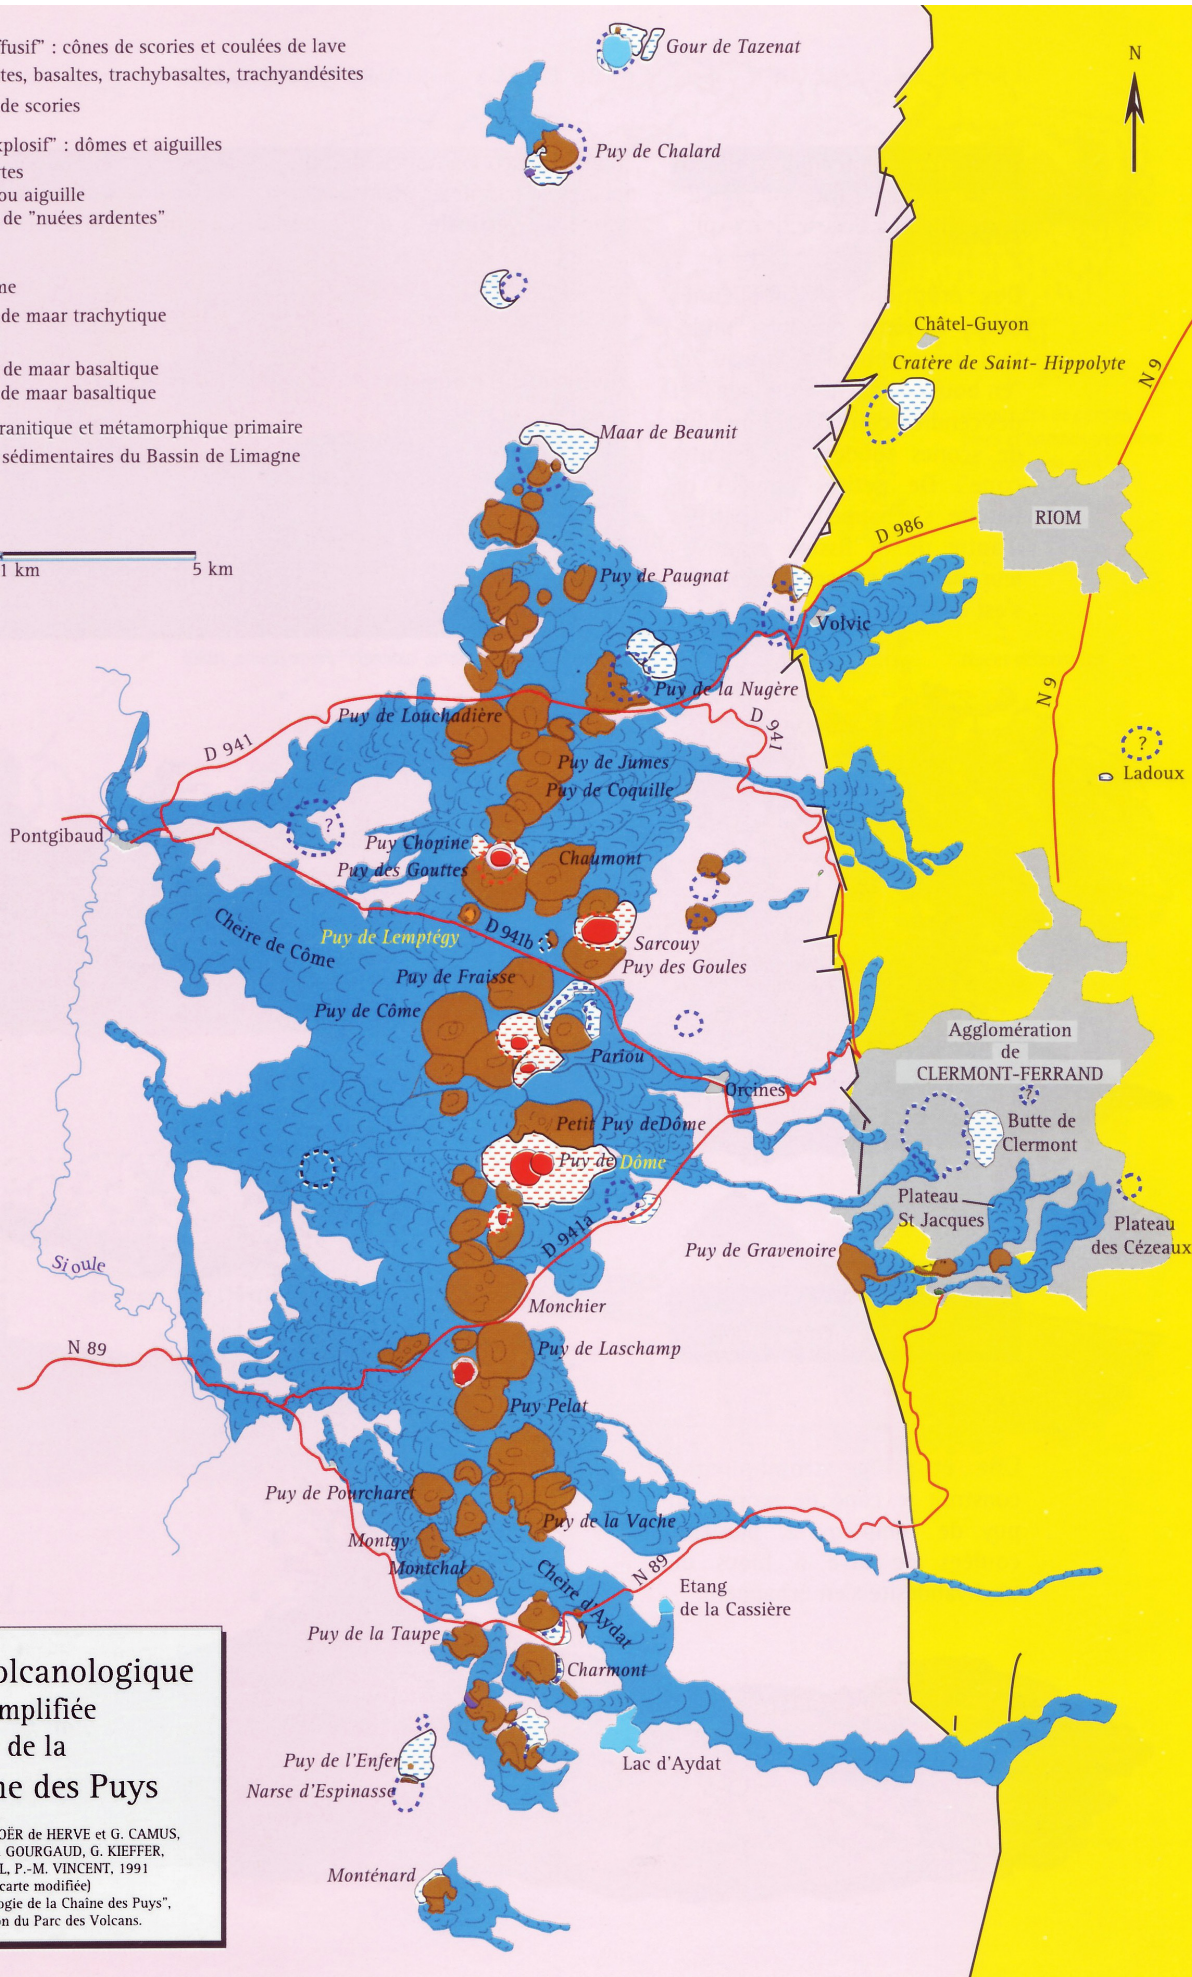 ffusif" : cônes de scories et coulées de lave
tes, basaltes, trachybasaltes, trachyandésites
de scories
xplosif" : dômes et aiguilles
rtes
ou aiguille
de "nuées ardentes"
me
de maar trachytique
de maar basaltique
de maar basaltique
ranitique et métamorphique primaire
sédimentaires du Bassin de Limagne
1 km
5 km
Gour de Tazenat
N
Puy de Chalard
Châtel-Guyon
Cratère de Saint- Hippolyte
N 9
Maar de Beaunit
RIOM
D 986
Puy de Paugnat
Volvic
Puy de la Nugère
N 9
Puy de Louchadière
D 941
D 941
?
Ladoux
Puy de Jumes
Puy de Coquille
?
Pontgibaud
Puy Chopine
Chaumont
Puy des Gouttes
Cheire de Côme
Puy de Lemptégy
D 941b
Sarcouy
Puy des Goules
Puy de Fraisse
Puy de Côme
Pariou
Agglomération
de
CLERMONT-FERRAND
Orcines
?
Butte de
Clermont
Petit Puy deDôme
Puy de Dôme
Plateau
St Jacques
Plateau
des Cézeaux
D 941a
Puy de Gravenoire
Sioule
Monchier
N 89
Puy de Laschamp
Puy Pelat
Puy de Pourcharet
Puy de la Vache
Montgy
Montchal
Cheire d'Aydat
N 89
Etang
de la Cassière
Puy de la Taupe
Charmont
Puy de l'Enfer
Narse d'Espinasse
Lac d'Aydat
Monténard
olcanologique
mplifiée
de la
ne des Puys
OËR de HERVE et G. CAMUS,
. GOURGAUD, G. KIEFFER,
L, P.-M. VINCENT, 1991
carte modifiée)
ogie de la Chaîne des Puys",
on du Parc des Volcans.